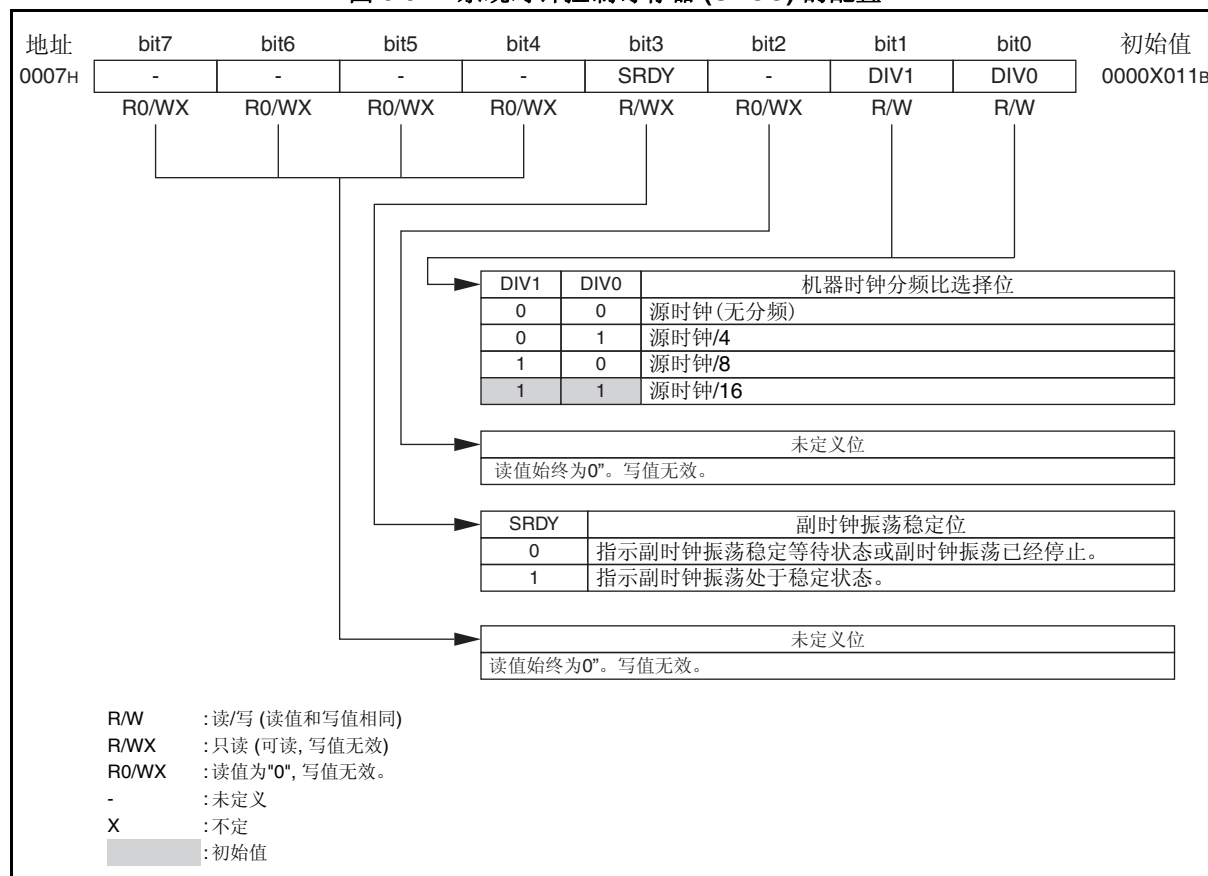 地址 bit7 bit6 bit5 bit4 bit3 bit2 bit1 bit0 初始值
0007H - - - - SRDY - DIV1 DIV0 0000X011B
R0/WX R0/WX R0/WX R0/WX R/WX R0/WX R/W R/W
DIV1 DIV0 机器时钟分频比选择位
0 0 源时钟(无分频)
0 1 源时钟/4
1 0 源时钟/8
1 1 源时钟/16
未定义位
读值始终为0”。写值无效。
SRDY 副时钟振荡稳定位
0 指示副时钟振荡稳定等待状态或副时钟振荡已经停止。
1 指示副时钟振荡处于稳定状态。
未定义位
读值始终为0”。写值无效。
R/W :读/写 (读值和写值相同)
R/WX :只读 (可读, 写值无效)
R0/WX :读值为"0", 写值无效。
- :未定义
X :不定
:初始值